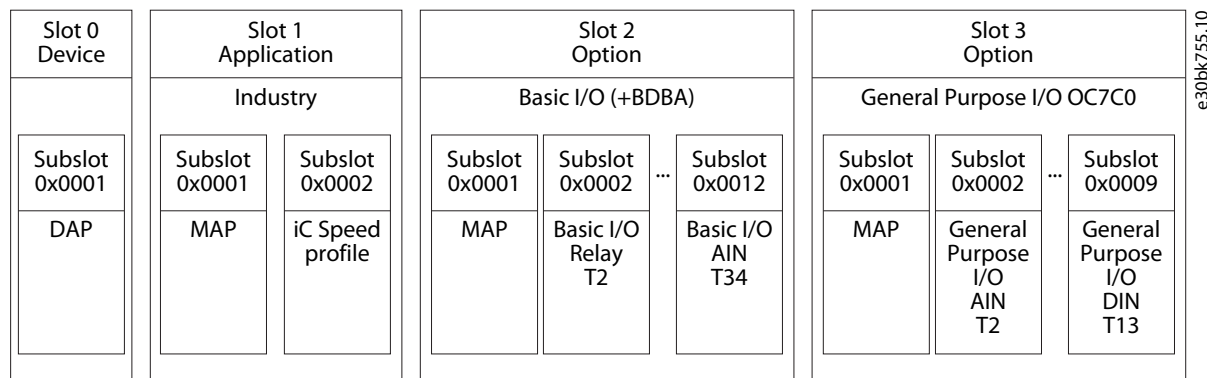 Slot 0
Device
Subslot
0x0001
DAP
Slot 1
Application
Industry
Subslot
0x0001
MAP
Subslot
0x0002
iC Speed
profile
Slot 2
Option
Basic I/O (+BDBA)
Subslot
0x0001
MAP
Subslot
0x0002
Basic I/O
Relay
T2
...
Subslot
0x0012
Basic I/O
AIN
T34
Slot 3
Option
General Purpose I/O OC7C0
Subslot
0x0001
MAP
Subslot
0x0002
General
Purpose
I/O
AIN
T2
...
Subslot
0x0009
General
Purpose
I/O
DIN
T13
e30bk755.10